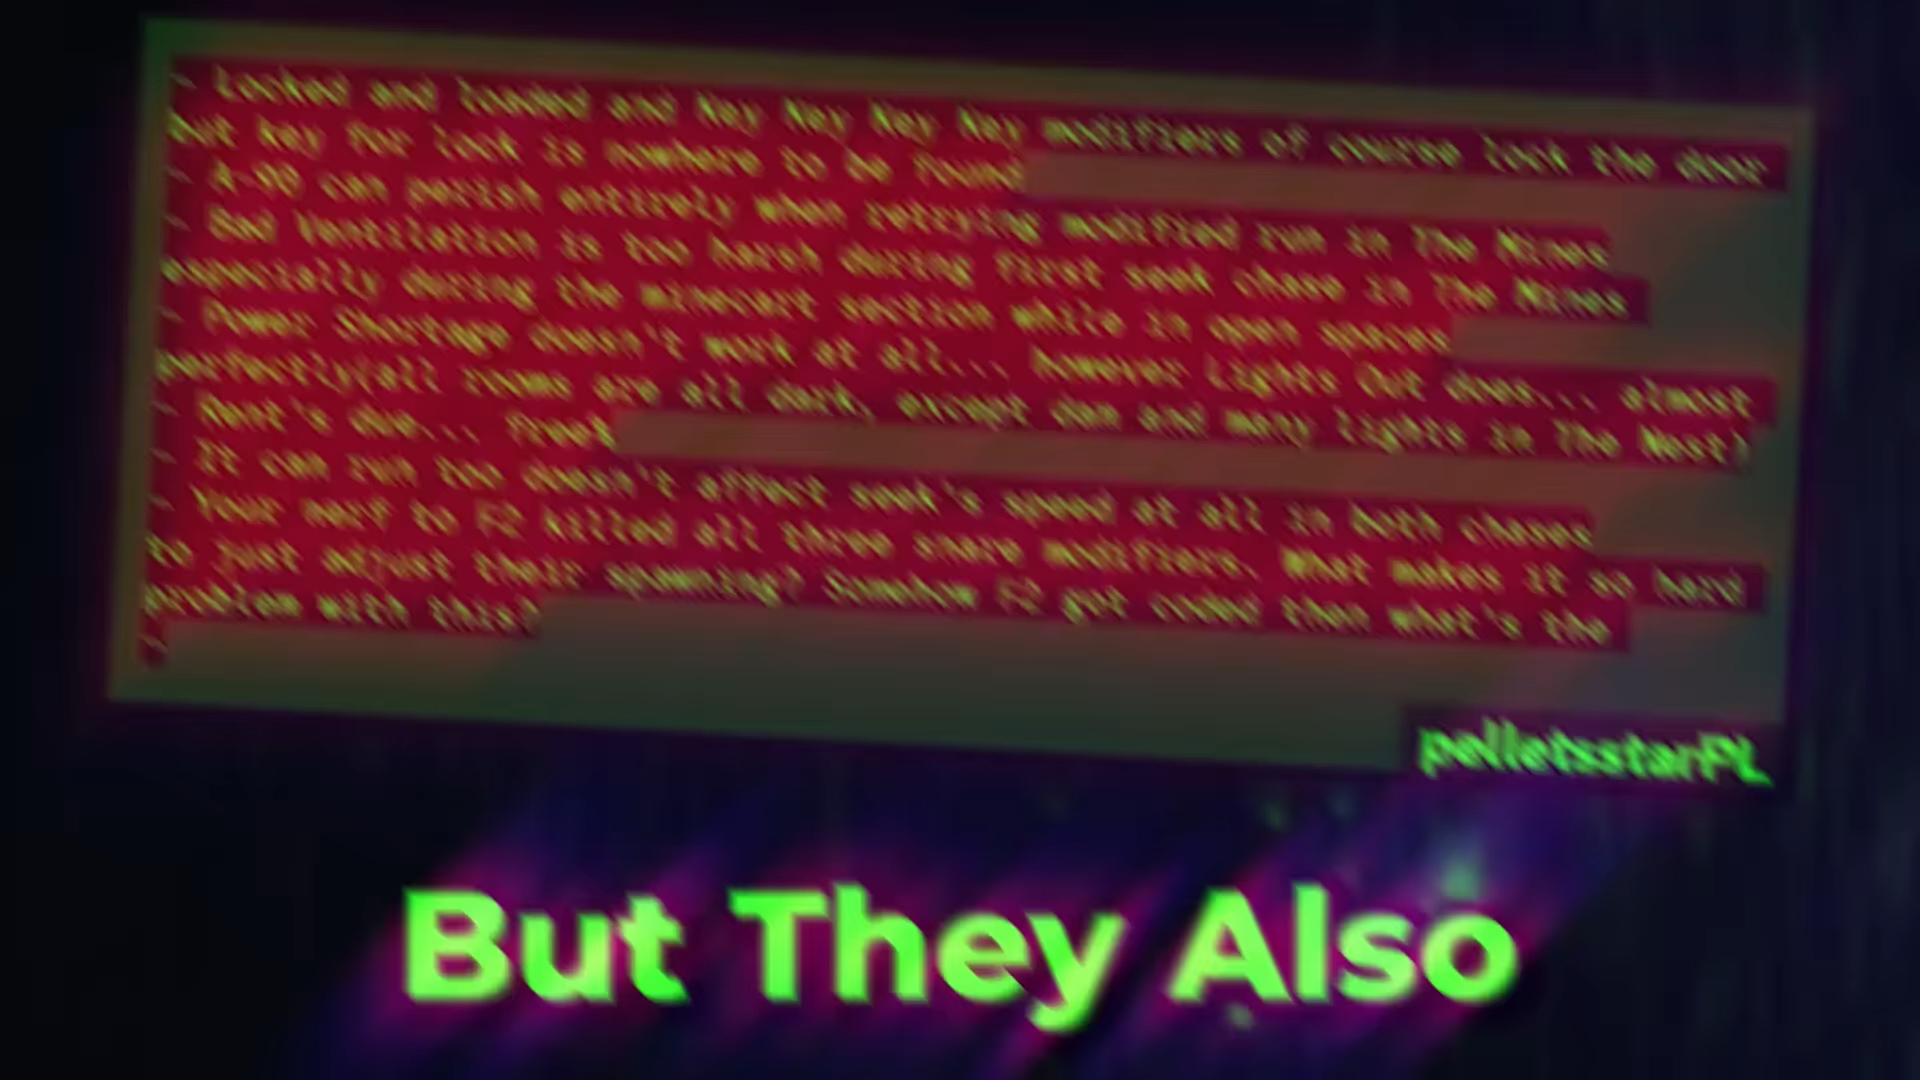 - Locked and loaded and Key Key Key Key modifiers of course lock the door
but key for lock is nowhere to be found
- A-90 can perish entirely when retrying modified run in The Mines
- Bad Ventilation is too harsh during first seek chase in The Mines
especially during the minecart section while in open spaces
- Power Shortage doesn't work at all... however Lights Out does... almost
perfectly(all rooms are all dark, except dam and many lights in The Nest)
- Rent's due... Freek
- It can run too doesn't affect seek's speed at all in both chases
- Your nerf to F2 killed all three snare modifiers. What makes it so hard
to just adjust their spawning? Somehow F2 got coded then what's the
problem with this?
-
pelletsstarPL
But They Also